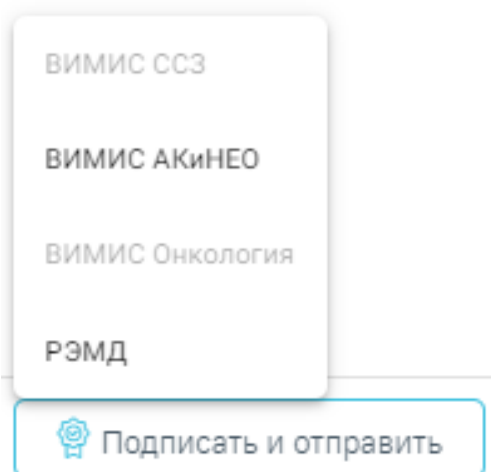 ВИМИС ССЗ
ВИМИС АКиНЕО
ВИМИС Онкология
РЭМД
Подписать и отправить